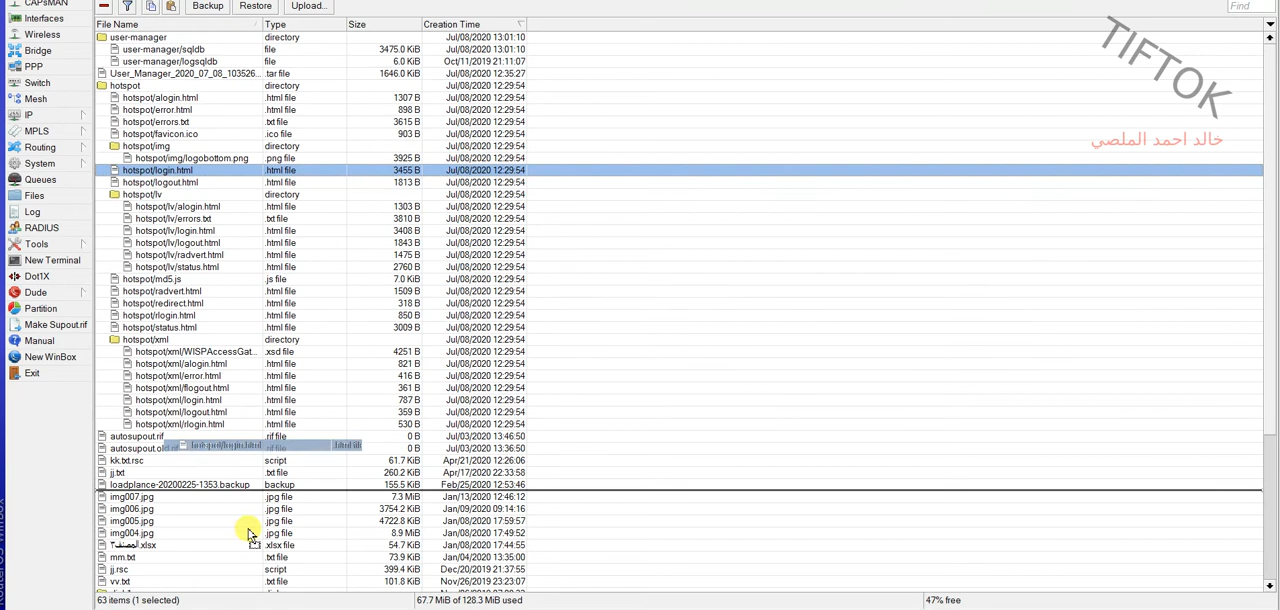 CAPsMAN
Interfaces
Wireless
Bridge
PPP
Switch
Mesh
IP
MPLS
Routing
System
Queues
Files
Log
RADIUS
Tools
New Terminal
Dot1X
Dude
Partition
Make Supout.rif
Manual
New WinBox
Exit
Backup Restore Upload... Find
File Name Type Size Creation Time
user-manager directory Jul/08/2020 13:01:10
user-manager/sqldb file 3475.0 KiB Jul/08/2020 13:01:10
user-manager/logsqldb file 6.0 KiB Oct/11/2019 21:11:07
User_Manager_2020_07_08_103526... .tar file 1646.0 KiB Jul/08/2020 12:35:27
hotspot directory Jul/08/2020 12:29:54
hotspot/alogin.html .html file 1307 B Jul/08/2020 12:29:54
hotspot/error.html .html file 898 B Jul/08/2020 12:29:54
hotspot/errors.txt .txt file 3615 B Jul/08/2020 12:29:54
hotspot/favicon.ico .ico file 903 B Jul/08/2020 12:29:54
hotspot/img directory Jul/08/2020 12:29:54
hotspot/img/logobottom.png .png file 3925 B Jul/08/2020 12:29:54
hotspot/login.html .html file 3455 B Jul/08/2020 12:29:54
hotspot/logout.html .html file 1813 B Jul/08/2020 12:29:54
hotspot/lv directory Jul/08/2020 12:29:54
hotspot/lv/alogin.html .html file 1303 B Jul/08/2020 12:29:54
hotspot/lv/errors.txt .txt file 3810 B Jul/08/2020 12:29:54
hotspot/lv/login.html .html file 3408 B Jul/08/2020 12:29:54
hotspot/lv/logout.html .html file 1843 B Jul/08/2020 12:29:54
hotspot/lv/radvert.html .html file 1475 B Jul/08/2020 12:29:54
hotspot/lv/status.html .html file 2760 B Jul/08/2020 12:29:54
hotspot/md5.js .js file 7.0 KiB Jul/08/2020 12:29:54
hotspot/radvert.html .html file 1509 B Jul/08/2020 12:29:54
hotspot/redirect.html .html file 318 B Jul/08/2020 12:29:54
hotspot/rlogin.html .html file 850 B Jul/08/2020 12:29:54
hotspot/status.html .html file 3009 B Jul/08/2020 12:29:54
hotspot/xml directory Jul/08/2020 12:29:54
hotspot/xml/WISPAccessGat... .xsd file 4251 B Jul/08/2020 12:29:54
hotspot/xml/alogin.html .html file 821 B Jul/08/2020 12:29:54
hotspot/xml/error.html .html file 416 B Jul/08/2020 12:29:54
hotspot/xml/flogout.html .html file 361 B Jul/08/2020 12:29:54
hotspot/xml/login.html .html file 787 B Jul/08/2020 12:29:54
hotspot/xml/logout.html .html file 359 B Jul/08/2020 12:29:54
hotspot/xml/rlogin.html .html file 530 B Jul/08/2020 12:29:54
autosupout.rif .rif file 0 B Jul/03/2020 13:46:50
hotspot/login.html .html file
autosupout.old.rif .rif file 0 B Jul/03/2020 13:36:50
kk.txt.rsc script 61.7 KiB Apr/21/2020 12:26:06
jj.txt .txt file 260.2 KiB Apr/17/2020 22:33:58
loadplance-20200225-1353.backup backup 155.5 KiB Feb/25/2020 12:53:46
img007.jpg .jpg file 7.3 MiB Jan/13/2020 12:46:12
img006.jpg .jpg file 3754.2 KiB Jan/09/2020 09:14:16
img005.jpg .jpg file 4722.8 KiB Jan/08/2020 17:59:57
img004.jpg .jpg file 8.9 MiB Jan/08/2020 17:49:52
المصنف٣.xlsx .xlsx file 54.7 KiB Jan/08/2020 17:44:55
mm.txt .txt file 73.9 KiB Jan/04/2020 13:35:00
jj.rsc script 399.4 KiB Dec/20/2019 21:37:55
vv.txt .txt file 101.8 KiB Nov/26/2019 23:23:07
63 items (1 selected) 67.7 MiB of 128.3 MiB used 47% free
TIFTOK
خالد احمد الملصي